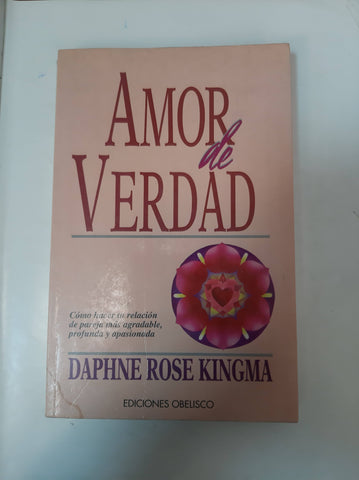 AMOR
de
VERDAD
Cómo hacer tu relación
de pareja más agradable,
profunda y apasionada
DAPHNE ROSE KINGMA
EDICIONES OBELISCO